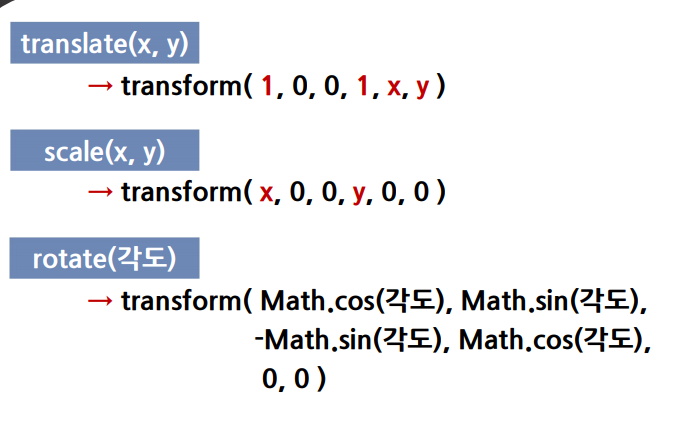 translate(x, y)
→ transform( 1, 0, 0, 1, x, y )
scale(x, y)
→ transform( x, 0, 0, y, 0, 0 )
rotate(각도)
→ transform( Math.cos(각도), Math.sin(각도),
-Math.sin(각도), Math.cos(각도),
0, 0 )